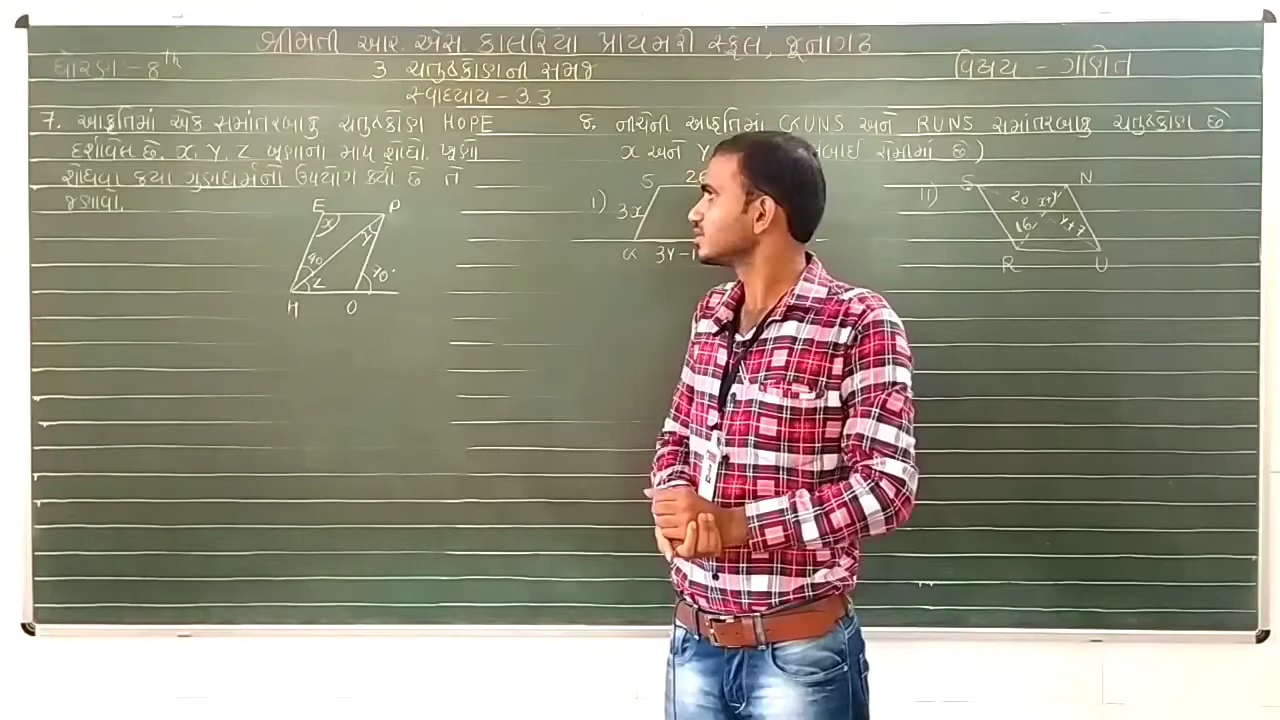 શ્રીમતી આર. એસ. કાલરિયા પ્રાયમરી સ્કૂલ, જૂનાગઢ
ધોરણ - 8th
3 ચતુષ્કોણની સમજ
વિષય - ગણિત
સ્વાધ્યાય - 3.3
7. આકૃતિમાં એક સમાંતરબાજુ ચતુષ્કોણ HOPE
દર્શાવેલ છે. x, y, z ખૂણાના માપ શોધો. ખૂણો
શોધવા કયા ગુણધર્મનો ઉપયોગ કર્યો છે તે
જણાવો.
E P
x
y
40
z
70°
H O
8. નીચેની આકૃતિમાં GUNS અને RUNS સમાંતરબાજુ ચતુષ્કોણ છે
x અને y લંબાઈ સેમીમાં છે)
i)
S
26
3x
G 3y-1
ii)
S N
20 x+y
16 y+7
R U